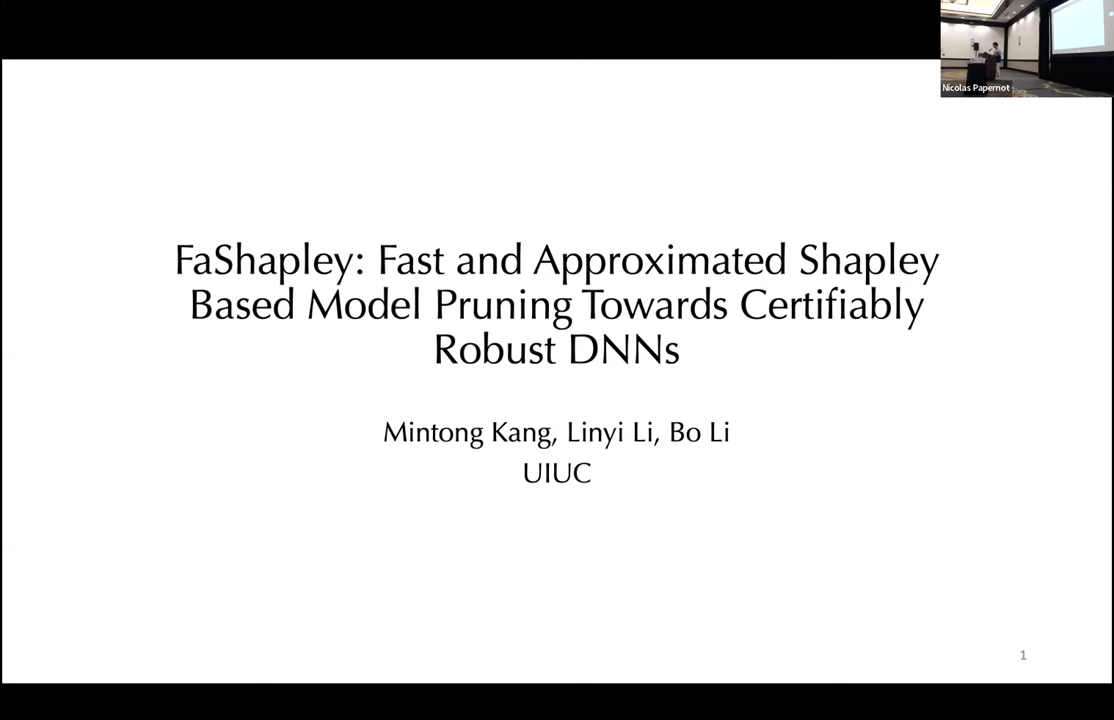 Nicolas Papernot
FaShapley: Fast and Approximated Shapley
Based Model Pruning Towards Certifiably
Robust DNNs
Mintong Kang, Linyi Li, Bo Li
UIUC
1